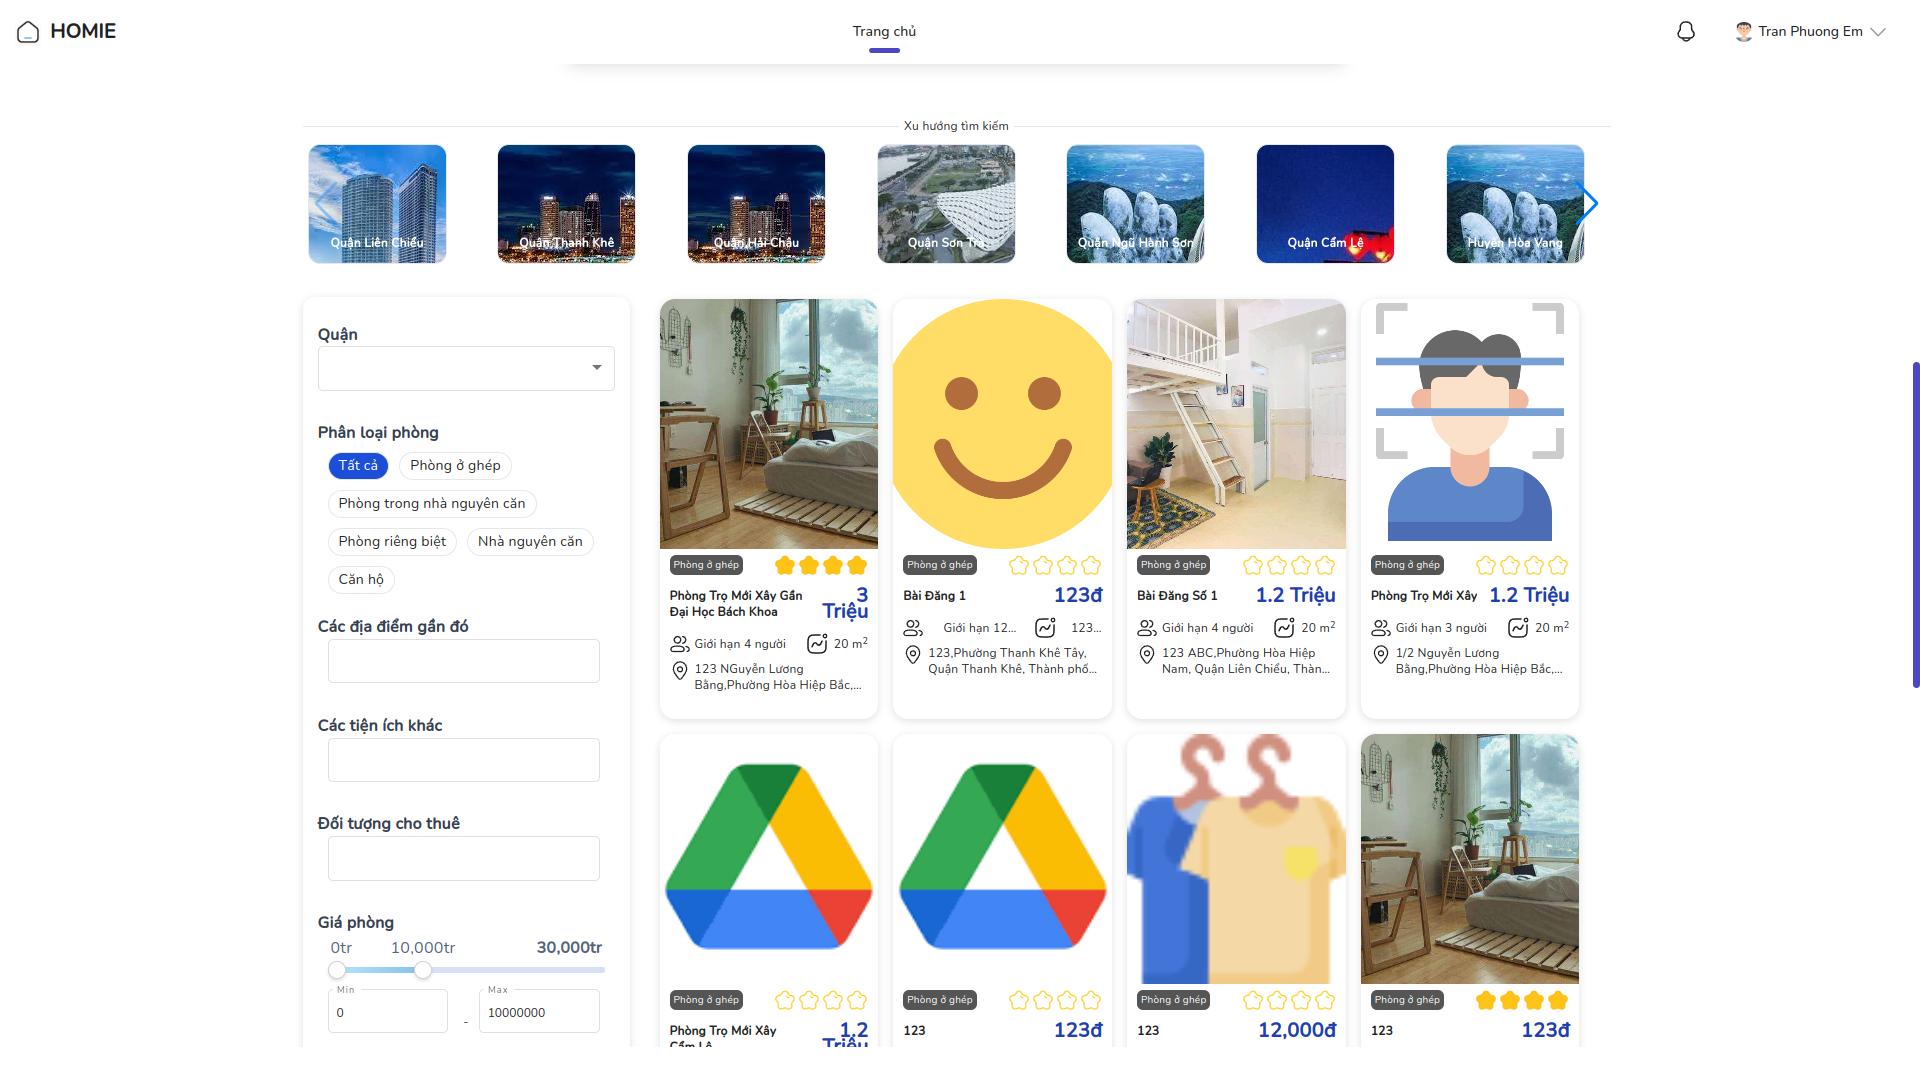 HOMIE
Trang chủ
Tran Phuong Em
Xu hướng tìm kiếm
Quận Liên Chiểu
Quận Thanh Khê
Quận Hải Châu
Quận Sơn Trà
Quận Ngũ Hành Sơn
Quận Cẩm Lệ
Huyện Hòa Vang
Quận
Phân loại phòng
Tất cả
Phòng ở ghép
Phòng trong nhà nguyên căn
Phòng riêng biệt
Nhà nguyên căn
Căn hộ
Các địa điểm gần đó
Các tiện ích khác
Đối tượng cho thuê
Giá phòng
0tr
10,000tr
30,000tr
Min
0
-
Max
10000000
Phòng ở ghép
Phòng Trọ Mới Xây Gần
Đại Học Bách Khoa
3
Triệu
Giới hạn 4 người
20 m²
123 NGuyễn Lương
Bằng,Phường Hòa Hiệp Bắc,...
Phòng ở ghép
Bài Đăng 1
123đ
Giới hạn 12...
123...
123,Phường Thanh Khê Tây,
Quận Thanh Khê, Thành phố...
Phòng ở ghép
Bài Đăng Số 1
1.2 Triệu
Giới hạn 4 người
20 m²
123 ABC,Phường Hòa Hiệp
Nam, Quận Liên Chiểu, Thàn...
Phòng ở ghép
Phòng Trọ Mới Xây
1.2 Triệu
Giới hạn 3 người
20 m²
1/2 Nguyễn Lương
Bằng,Phường Hòa Hiệp Bắc,...
Phòng ở ghép
Phòng Trọ Mới Xây
Cẩm Lệ
1.2
Triệu
Phòng ở ghép
123
123đ
Phòng ở ghép
123
12,000đ
Phòng ở ghép
123
123đ